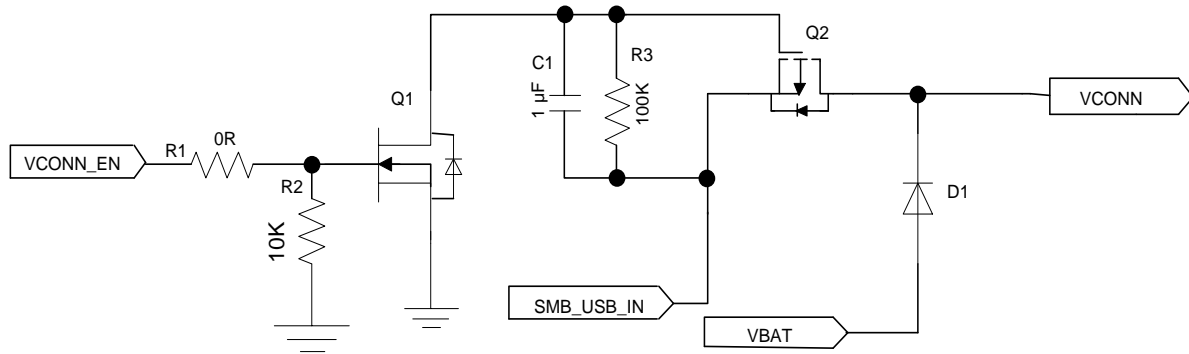 Q2
R3
C1
1 µF
100K
Q1
VCONN
0R
R1
VCONN_EN
R2
D1
10K
SMB_USB_IN
VBAT